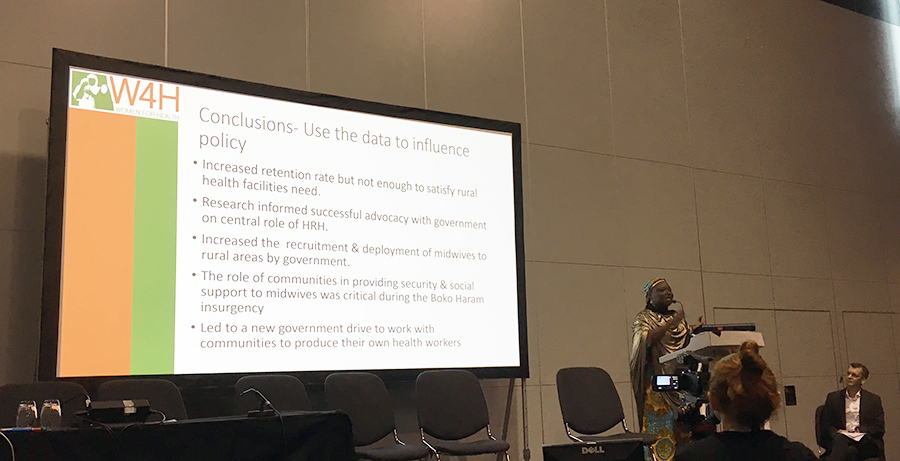 W4H
WOMEN FOR HEALTH
Conclusions- Use the data to influence
policy
• Increased retention rate but not enough to satisfy rural
health facilities need.
• Research informed successful advocacy with government
on central role of HRH.
• Increased the recruitment & deployment of midwives to
rural areas by government.
• The role of communities in providing security & social
support to midwives was critical during the Boko Haram
insurgency
• Led to a new government drive to work with
communities to produce their own health workers
DELL